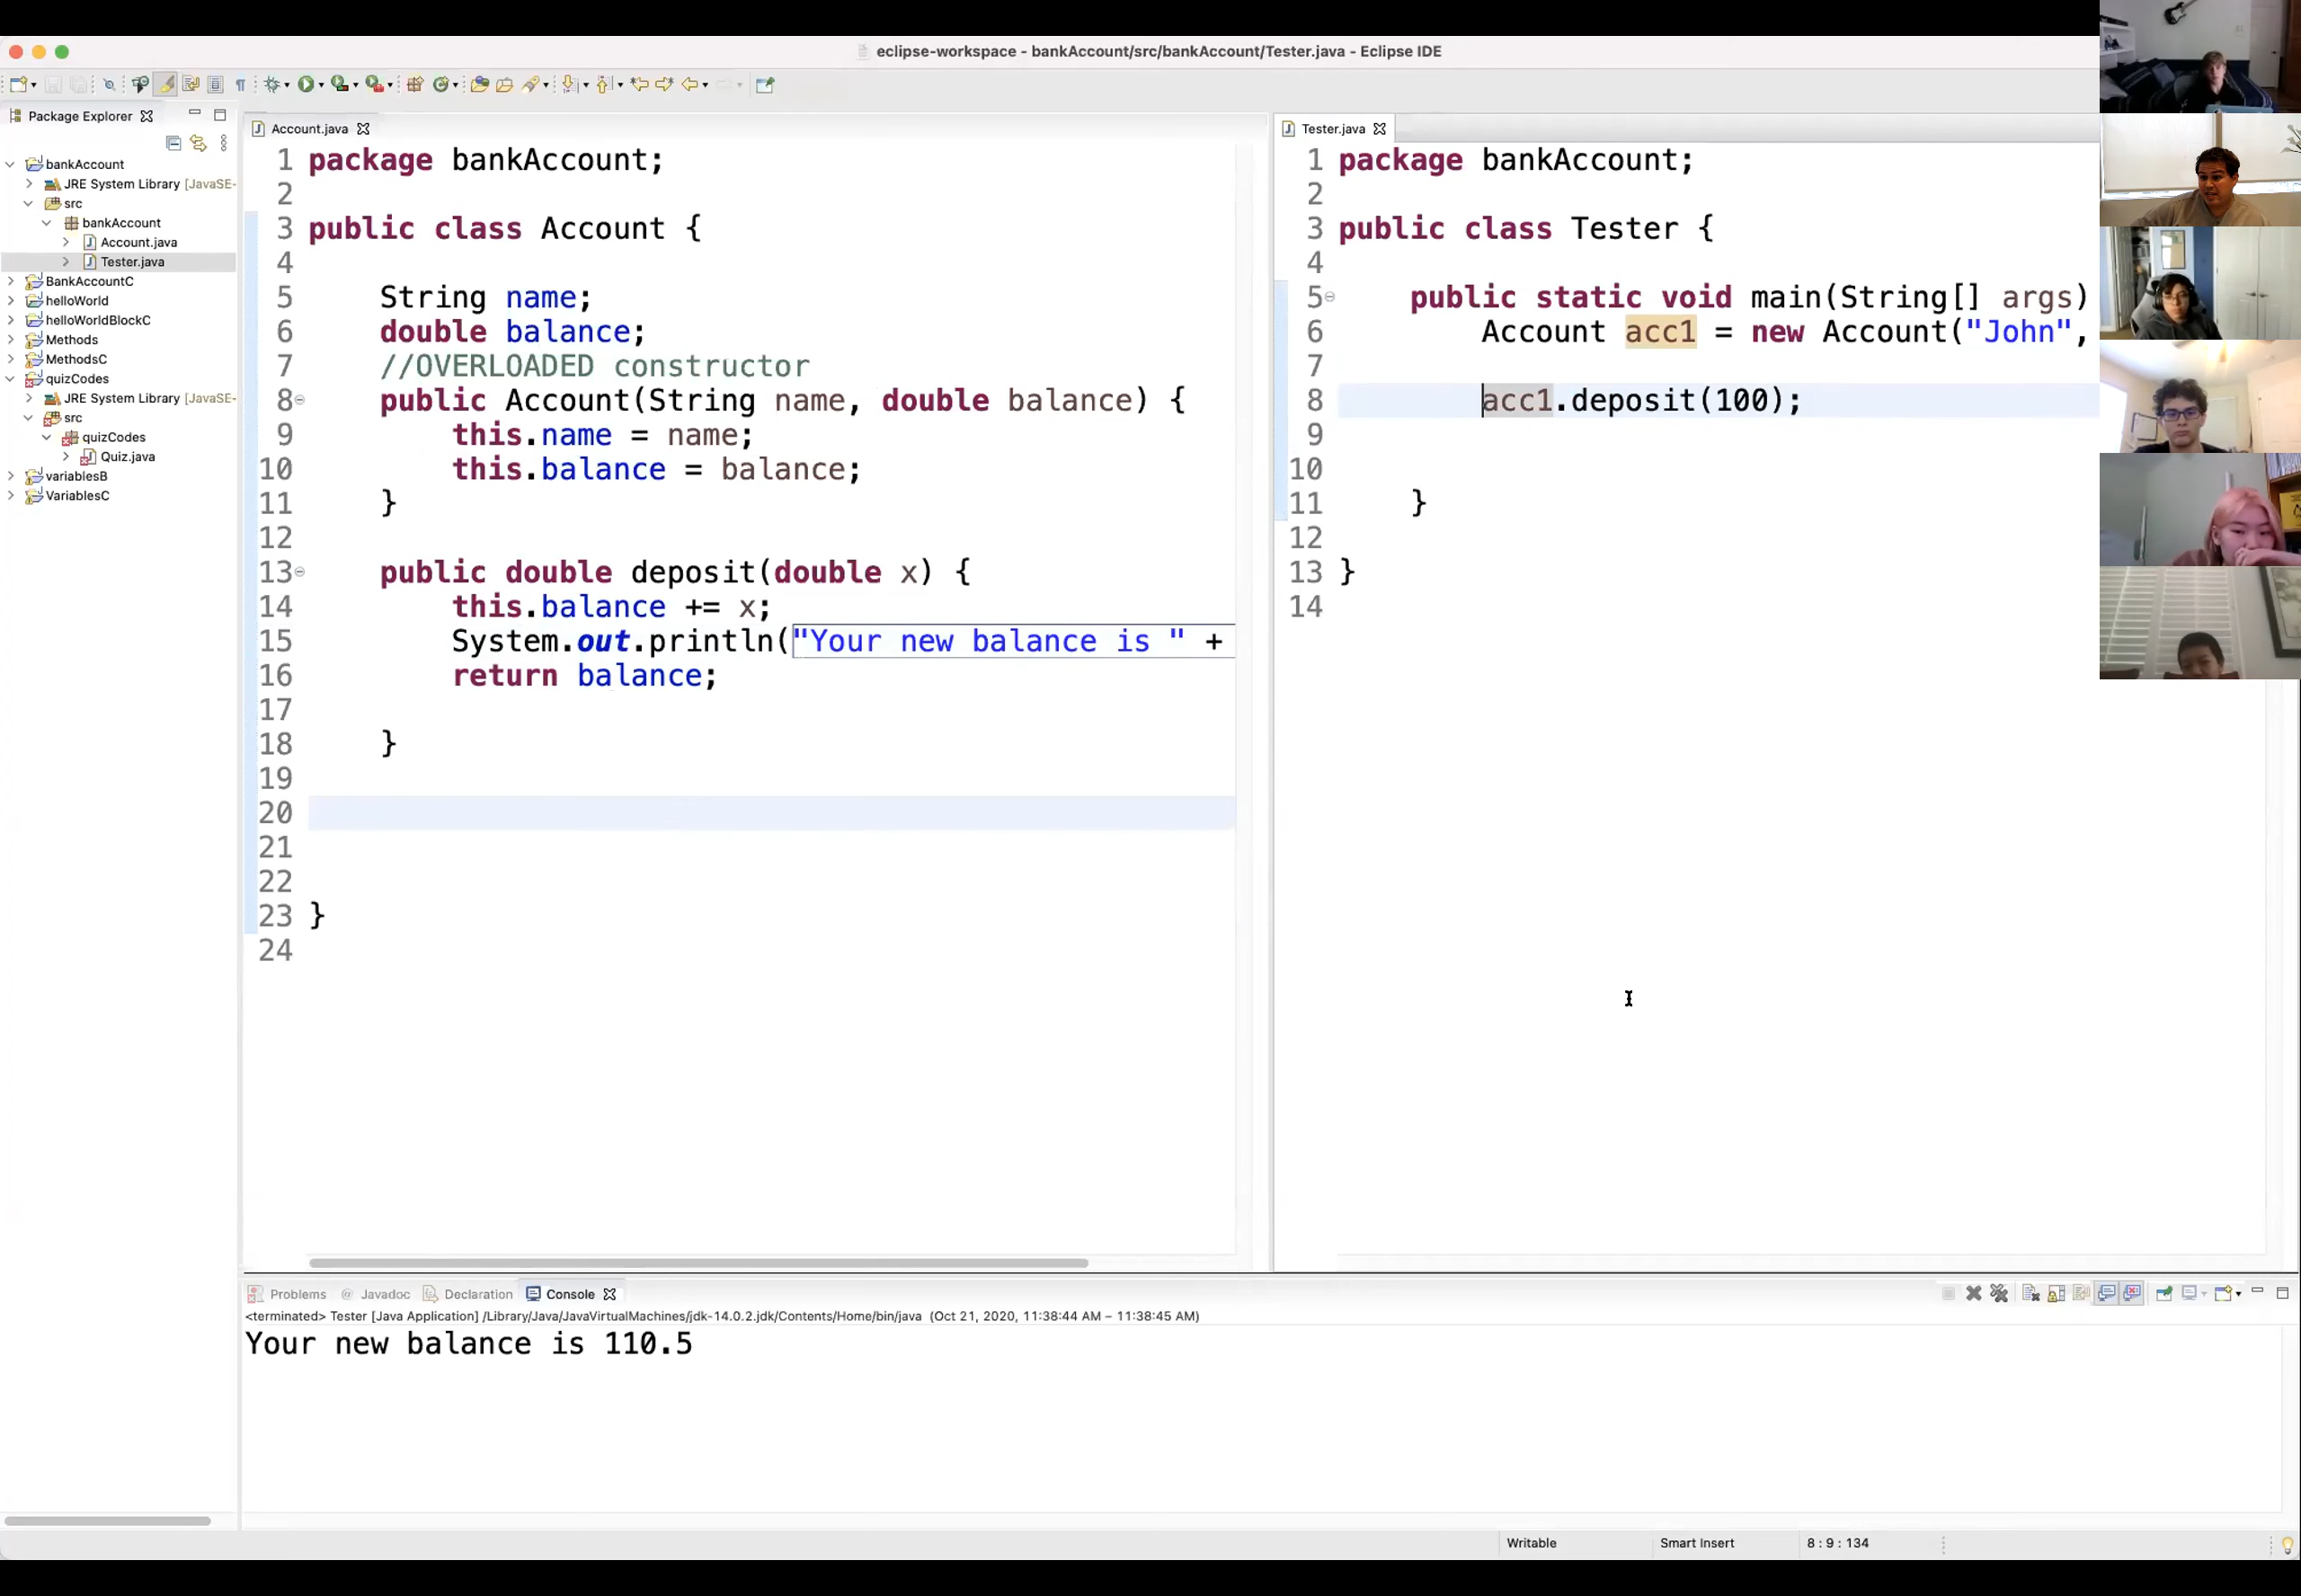 eclipse-workspace - bankAccount/src/bankAccount/Tester.java - Eclipse IDE
Package Explorer
bankAccount
JRE System Library [JavaSE-
src
bankAccount
Account.java
Tester.java
BankAccountC
helloWorld
helloWorldBlockC
Methods
MethodsC
quizCodes
JRE System Library [JavaSE-
src
quizCodes
Quiz.java
variablesB
VariablesC
Account.java
1 package bankAccount;
2
3 public class Account {
4
5 String name;
6 double balance;
7 //OVERLOADED constructor
8 public Account(String name, double balance) {
9 this.name = name;
10 this.balance = balance;
11 }
12
13 public double deposit(double x) {
14 this.balance += x;
15 System.out.println("Your new balance is " +
16 return balance;
17
18 }
19
20
21
22
23 }
24
Tester.java
1 package bankAccount;
2
3 public class Tester {
4
5 public static void main(String[] args)
6 Account acc1 = new Account("John",
7
8 acc1.deposit(100);
9
10
11 }
12
13 }
14
Problems @ Javadoc Declaration Console
<terminated> Tester [Java Application] /Library/Java/JavaVirtualMachines/jdk-14.0.2.jdk/Contents/Home/bin/java (Oct 21, 2020, 11:38:44 AM – 11:38:45 AM)
Your new balance is 110.5
Writable Smart Insert 8 : 9 : 134